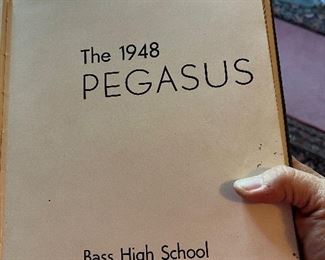 The 1948
PEGASUS
Bass High School